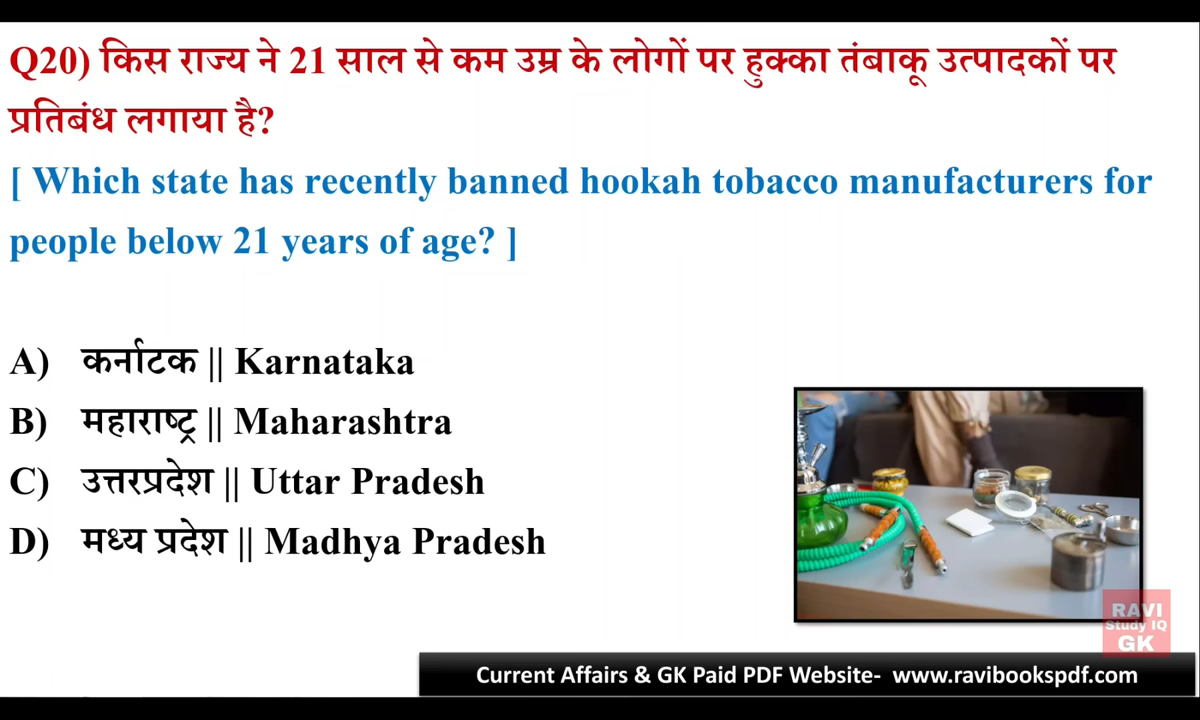 Q20) किस राज्य ने 21 साल से कम उम्र के लोगों पर हुक्का तंबाकू उत्पादकों पर
प्रतिबंध लगाया है?
[ Which state has recently banned hookah tobacco manufacturers for
people below 21 years of age? ]
A) कर्नाटक || Karnataka
B) महाराष्ट्र || Maharashtra
C) उत्तरप्रदेश || Uttar Pradesh
D) मध्य प्रदेश || Madhya Pradesh
RAVI
Study IQ
GK
Current Affairs & GK Paid PDF Website- www.ravibookspdf.com